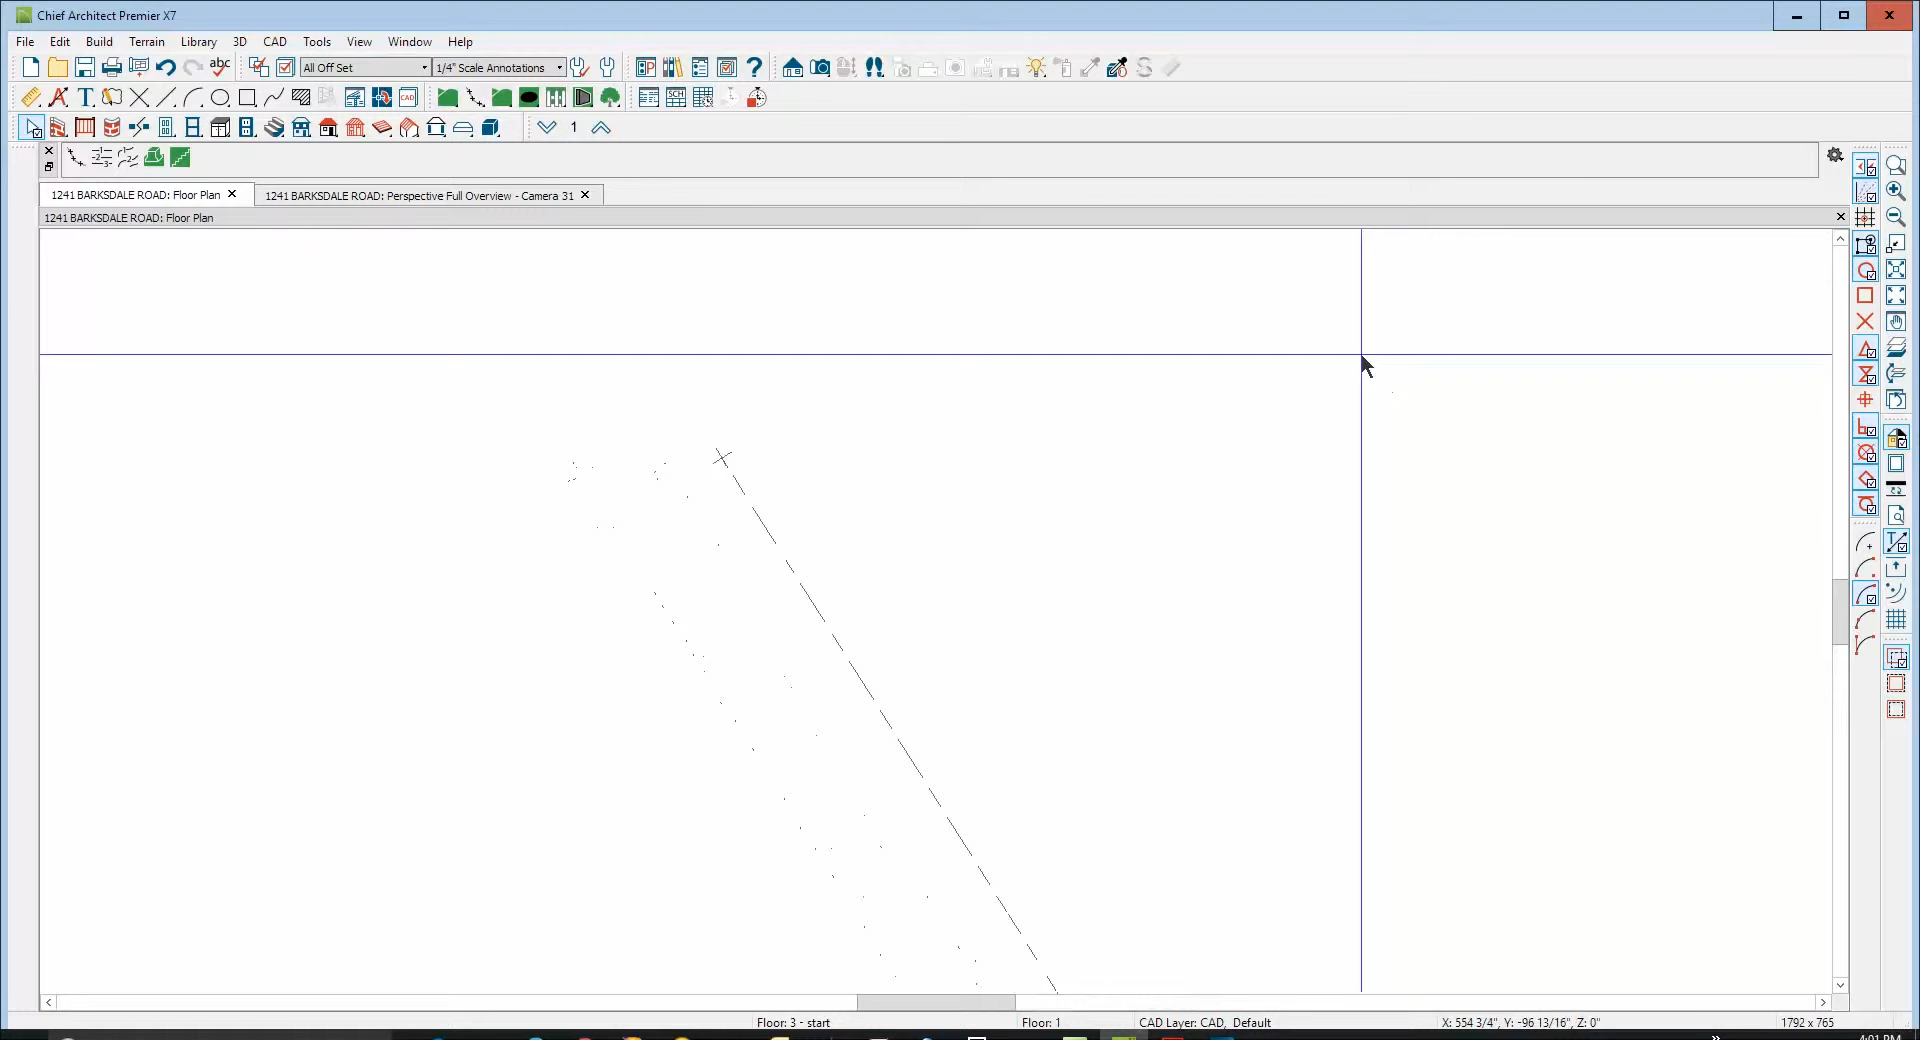 Chief Architect Premier X7
File Edit Build Terrain Library 3D CAD Tools View Window Help
abc All Off Set 1/4" Scale Annotations ?
A T CAD SCH
1
1241 BARKSDALE ROAD: Floor Plan 1241 BARKSDALE ROAD: Perspective Full Overview - Camera 31
1241 BARKSDALE ROAD: Floor Plan
Floor: 3 - start Floor: 1 CAD Layer: CAD, Default X: 554 3/4", Y: -96 13/16", Z: 0" 1792 x 765